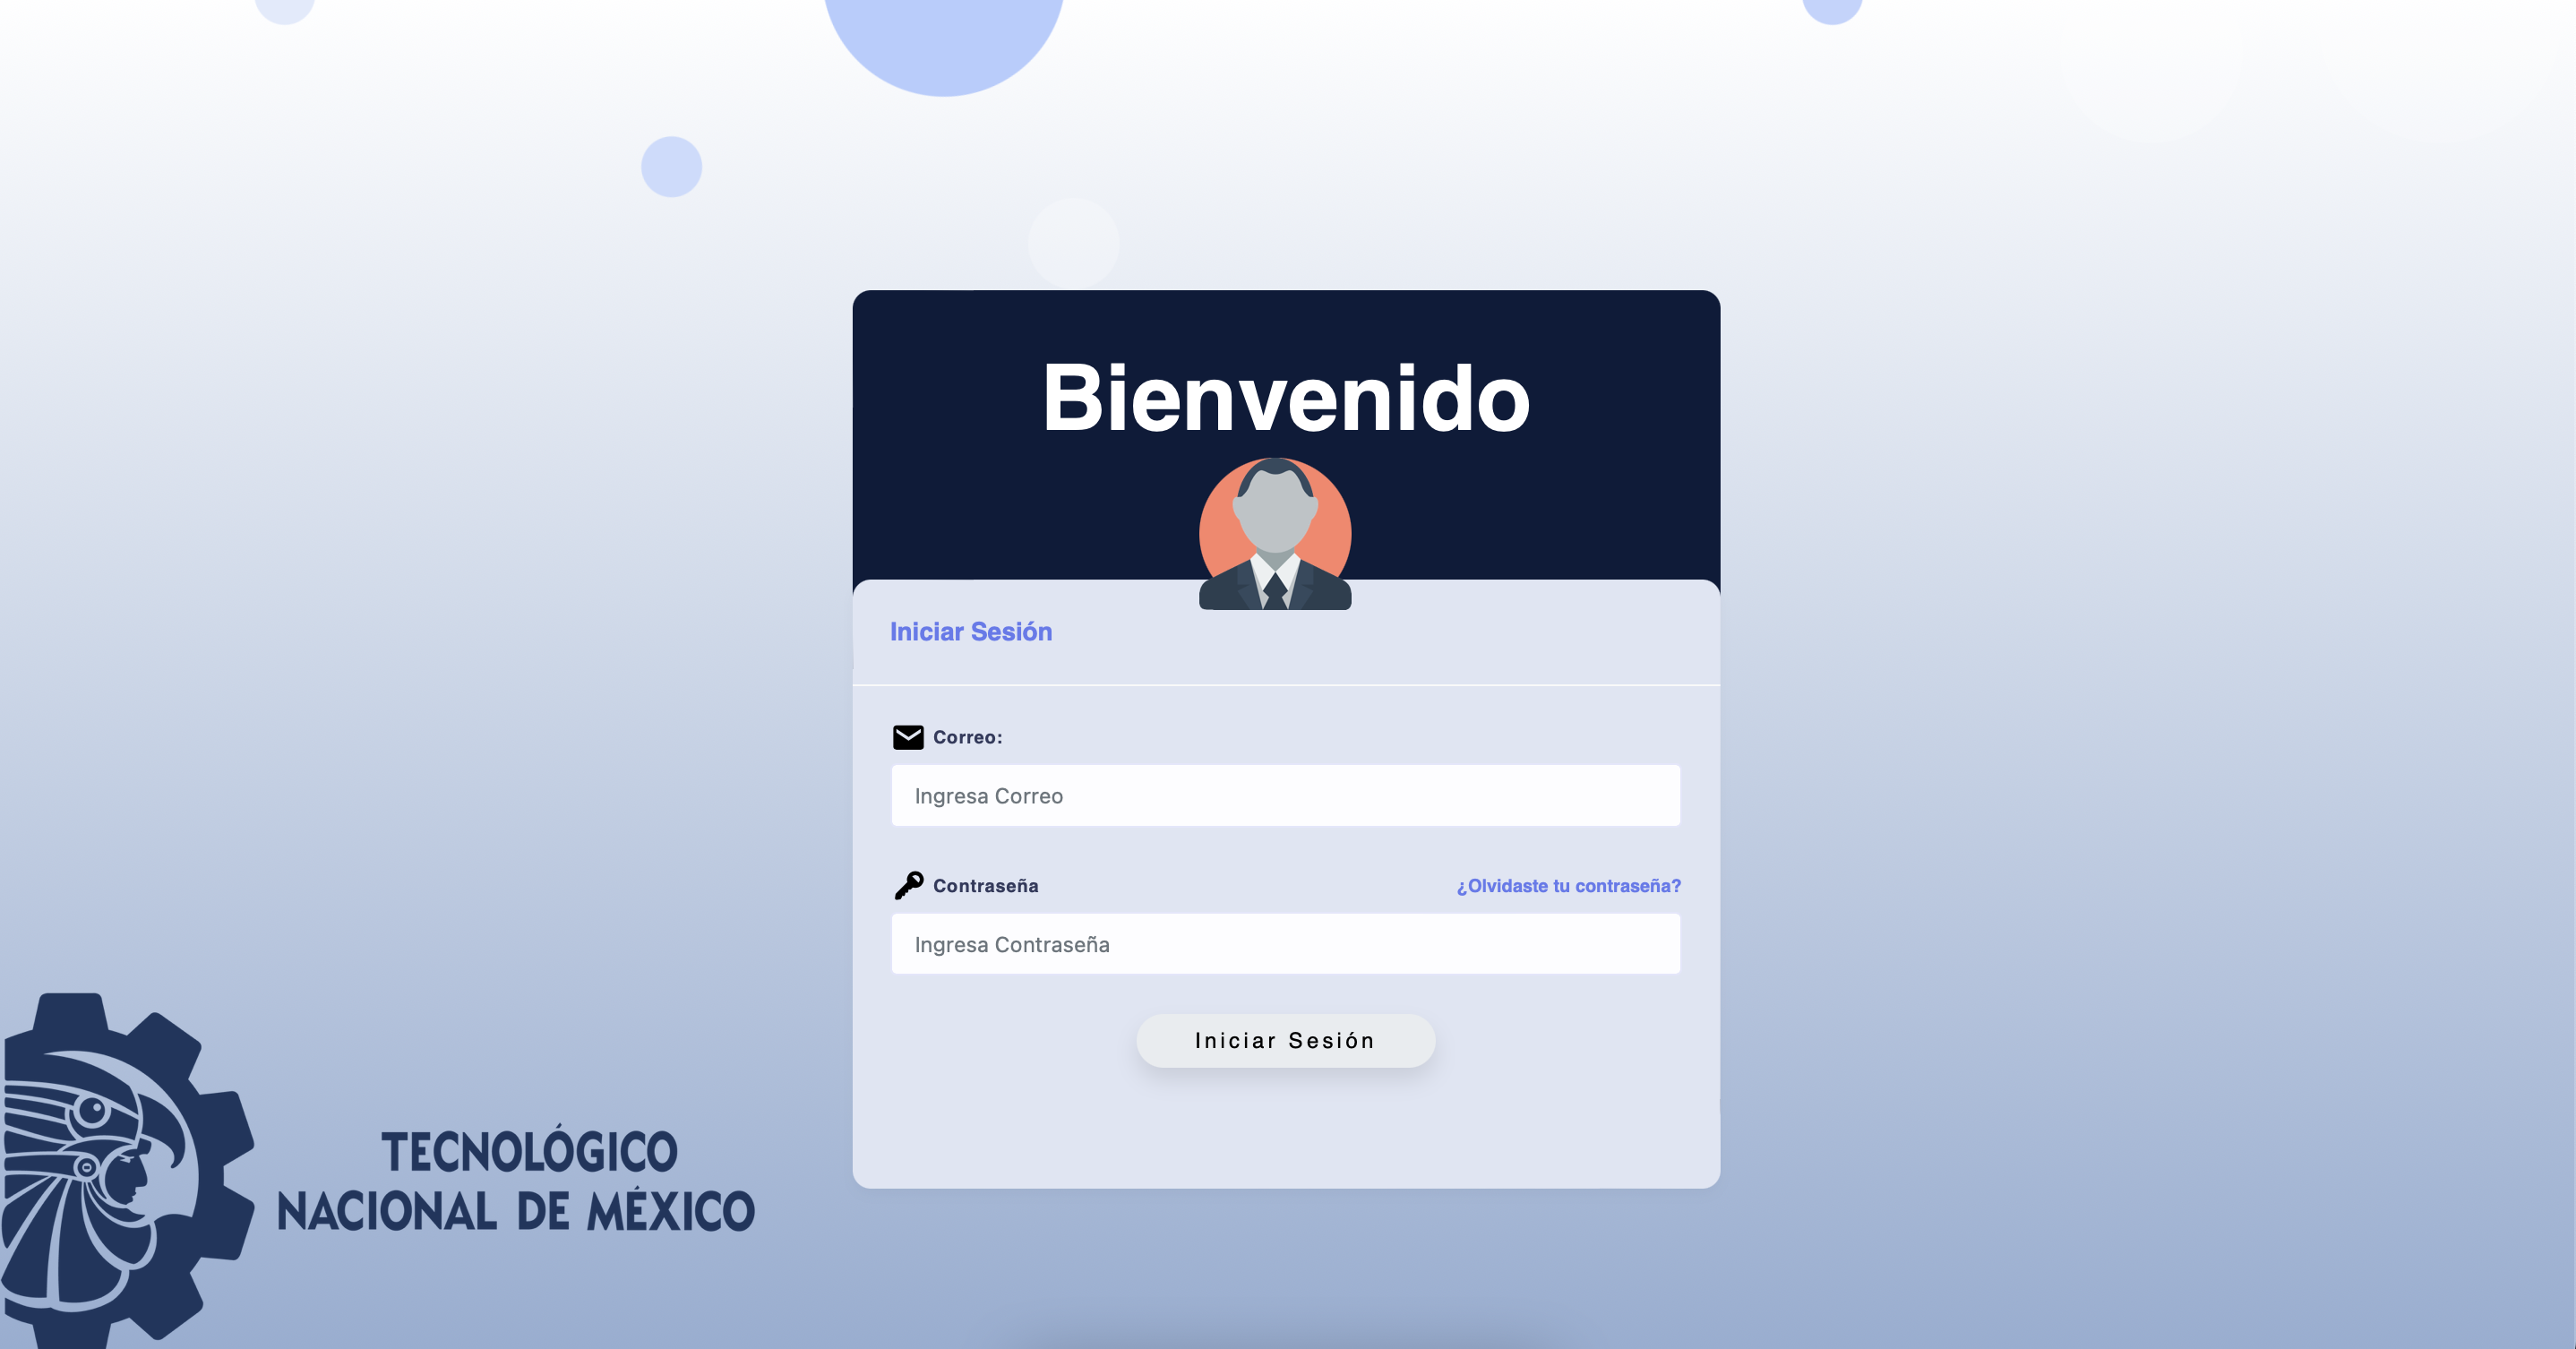 Bienvenido
Iniciar Sesión
Correo:
Ingresa Correo
Contraseña
¿Olvidaste tu contraseña?
Ingresa Contraseña
Iniciar Sesión
TECNOLÓGICO
NACIONAL DE MÉXICO